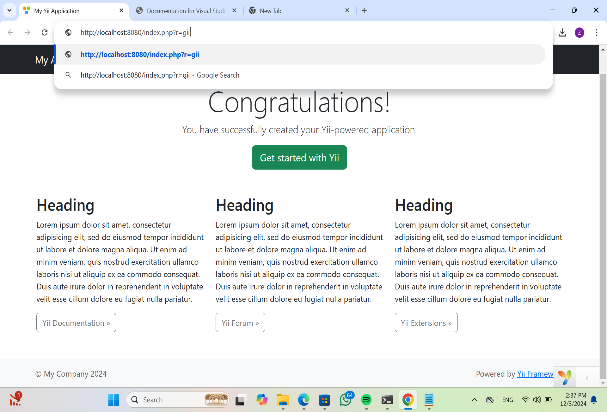 My Yii Application
Documentation for Visual Studi
New Tab
http://localhost:8080/index.php?r=gii
http://localhost:8080/index.php?r=gii
http://localhost:8080/index.php?r=gii - Google Search
My A
Congratulations!
You have successfully created your Yii-powered application.
Get started with Yii
Heading
Lorem ipsum dolor sit amet, consectetur
adipisicing elit, sed do eiusmod tempor incididunt
ut labore et dolore magna aliqua. Ut enim ad
minim veniam, quis nostrud exercitation ullamco
laboris nisi ut aliquip ex ea commodo consequat.
Duis aute irure dolor in reprehenderit in voluptate
velit esse cillum dolore eu fugiat nulla pariatur.
Yii Documentation »
Heading
Lorem ipsum dolor sit amet, consectetur
adipisicing elit, sed do eiusmod tempor incididunt
ut labore et dolore magna aliqua. Ut enim ad
minim veniam, quis nostrud exercitation ullamco
laboris nisi ut aliquip ex ea commodo consequat.
Duis aute irure dolor in reprehenderit in voluptate
velit esse cillum dolore eu fugiat nulla pariatur.
Yii Forum »
Heading
Lorem ipsum dolor sit amet, consectetur
adipisicing elit, sed do eiusmod tempor incididunt
ut labore et dolore magna aliqua. Ut enim ad
minim veniam, quis nostrud exercitation ullamco
laboris nisi ut aliquip ex ea commodo consequat.
Duis aute irure dolor in reprehenderit in voluptate
velit esse cillum dolore eu fugiat nulla pariatur.
Yii Extensions »
© My Company 2024
Powered by Yii Framew
Search
ENG
2:37 PM
12/3/2024